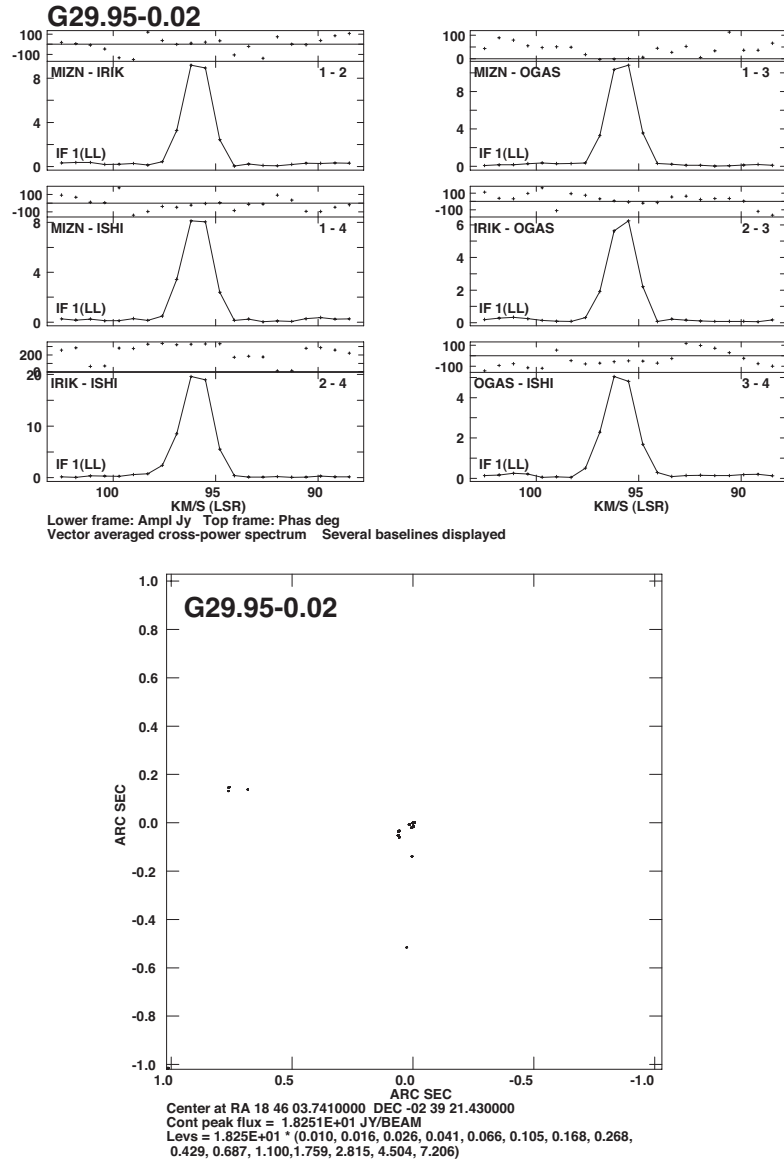 G29.95-0.02
100
-100
MIZN - IRIK 1 - 2
8
4
0
IF 1(LL)
100
0
MIZN - OGAS 1 - 3
8
4
0
IF 1(LL)
100
-100
MIZN - ISHI 1 - 4
8
4
0
IF 1(LL)
100
-100
IRIK - OGAS 2 - 3
6
4
2
0
IF 1(LL)
200
0
IRIK - ISHI 2 - 4
20
10
0
IF 1(LL)
100 95 90
KM/S (LSR)
100
-100
OGAS - ISHI 3 - 4
4
2
0
IF 1(LL)
100 95 90
KM/S (LSR)
Lower frame: Ampl Jy Top frame: Phas deg
Vector averaged cross-power spectrum Several baselines displayed
G29.95-0.02
ARC SEC
1.0
0.8
0.6
0.4
0.2
0.0
-0.2
-0.4
-0.6
-0.8
-1.0
1.0 0.5 0.0 -0.5 -1.0
ARC SEC
Center at RA 18 46 03.7410000 DEC -02 39 21.430000
Cont peak flux = 1.8251E+01 JY/BEAM
Levs = 1.825E+01 * (0.010, 0.016, 0.026, 0.041, 0.066, 0.105, 0.168, 0.268,
0.429, 0.687, 1.100,1.759, 2.815, 4.504, 7.206)